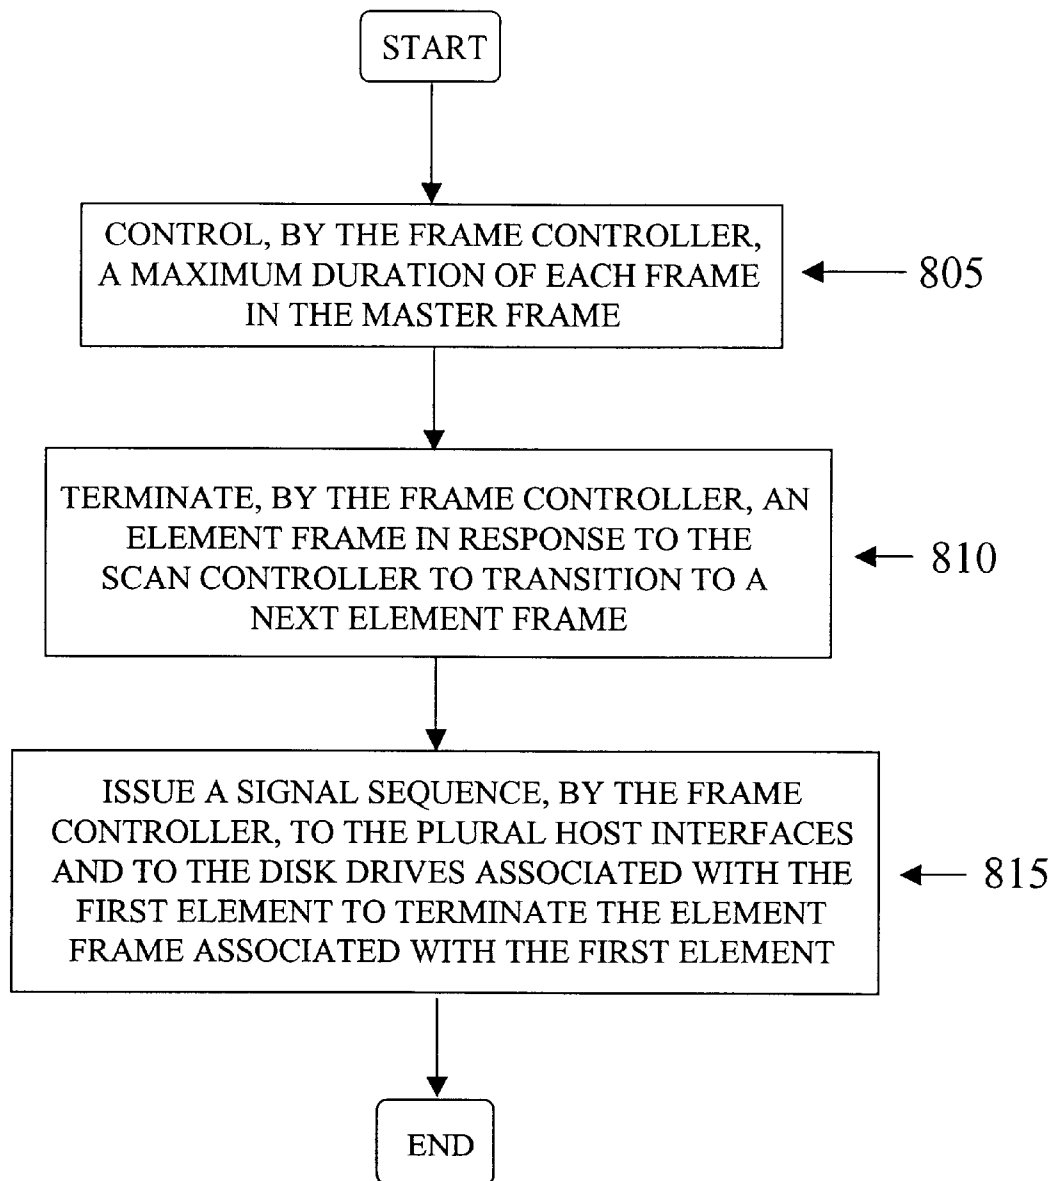 START
CONTROL, BY THE FRAME CONTROLLER,
A MAXIMUM DURATION OF EACH FRAME
IN THE MASTER FRAME
805
TERMINATE, BY THE FRAME CONTROLLER, AN
ELEMENT FRAME IN RESPONSE TO THE
SCAN CONTROLLER TO TRANSITION TO A
NEXT ELEMENT FRAME
810
ISSUE A SIGNAL SEQUENCE, BY THE FRAME
CONTROLLER, TO THE PLURAL HOST INTERFACES
AND TO THE DISK DRIVES ASSOCIATED WITH THE
FIRST ELEMENT TO TERMINATE THE ELEMENT
FRAME ASSOCIATED WITH THE FIRST ELEMENT
815
END